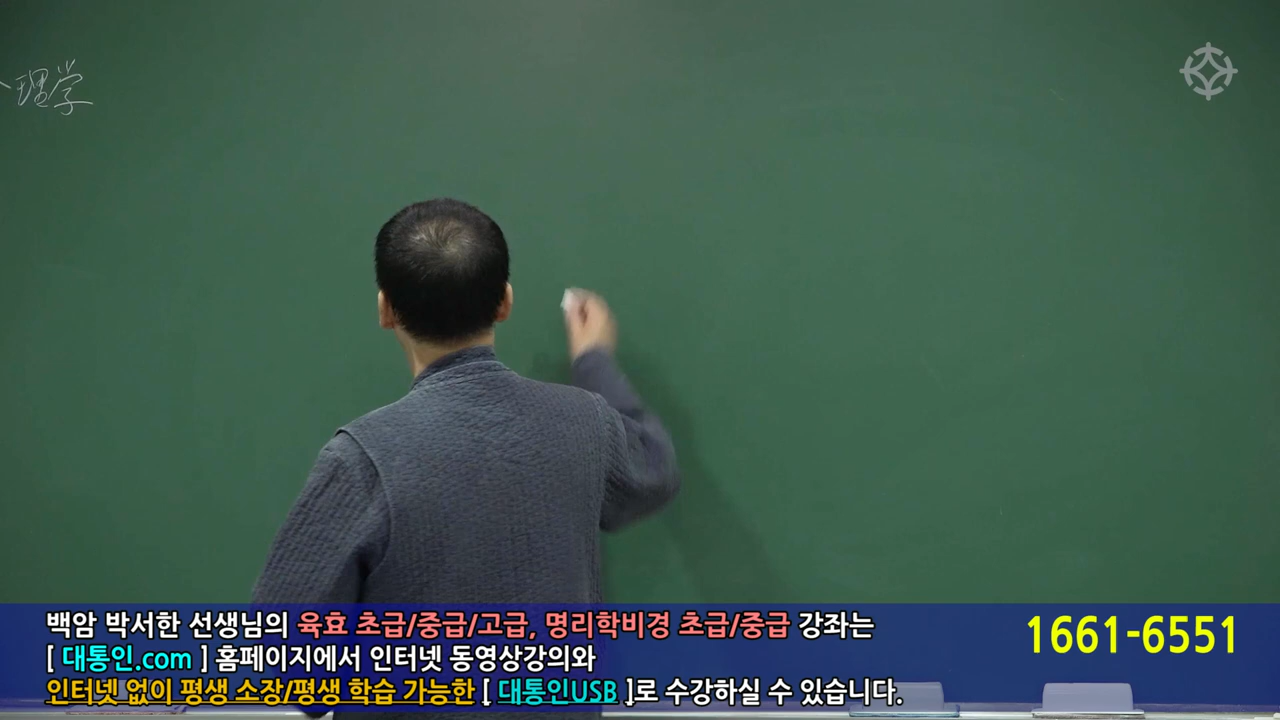 理学
백암 박서한 선생님의 육효 초급/중급/고급, 명리학비경 초급/중급 강좌는
[ 대통인.com ] 홈페이지에서 인터넷 동영상강의와
인터넷 없이 평생 소장/평생 학습 가능한 [ 대통인USB ]로 수강하실 수 있습니다.
1661-6551